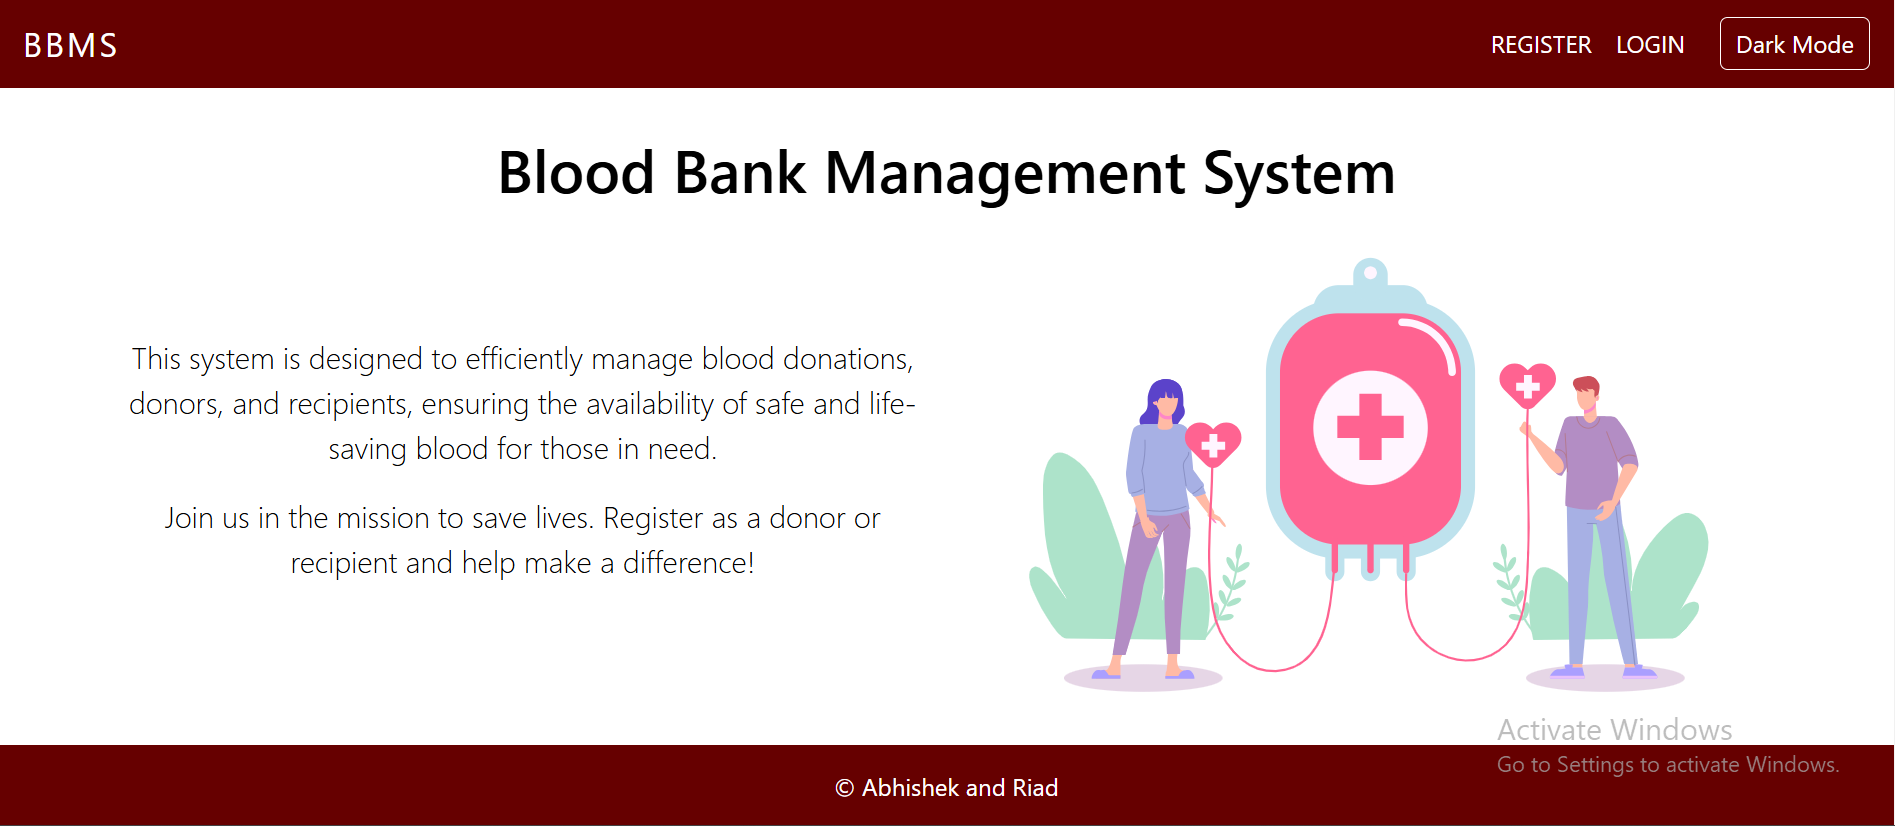 BBMS
REGISTER LOGIN Dark Mode
Blood Bank Management System
This system is designed to efficiently manage blood donations,
donors, and recipients, ensuring the availability of safe and life-
saving blood for those in need.
Join us in the mission to save lives. Register as a donor or
recipient and help make a difference!
Activate Windows
Go to Settings to activate Windows.
© Abhishek and Riad